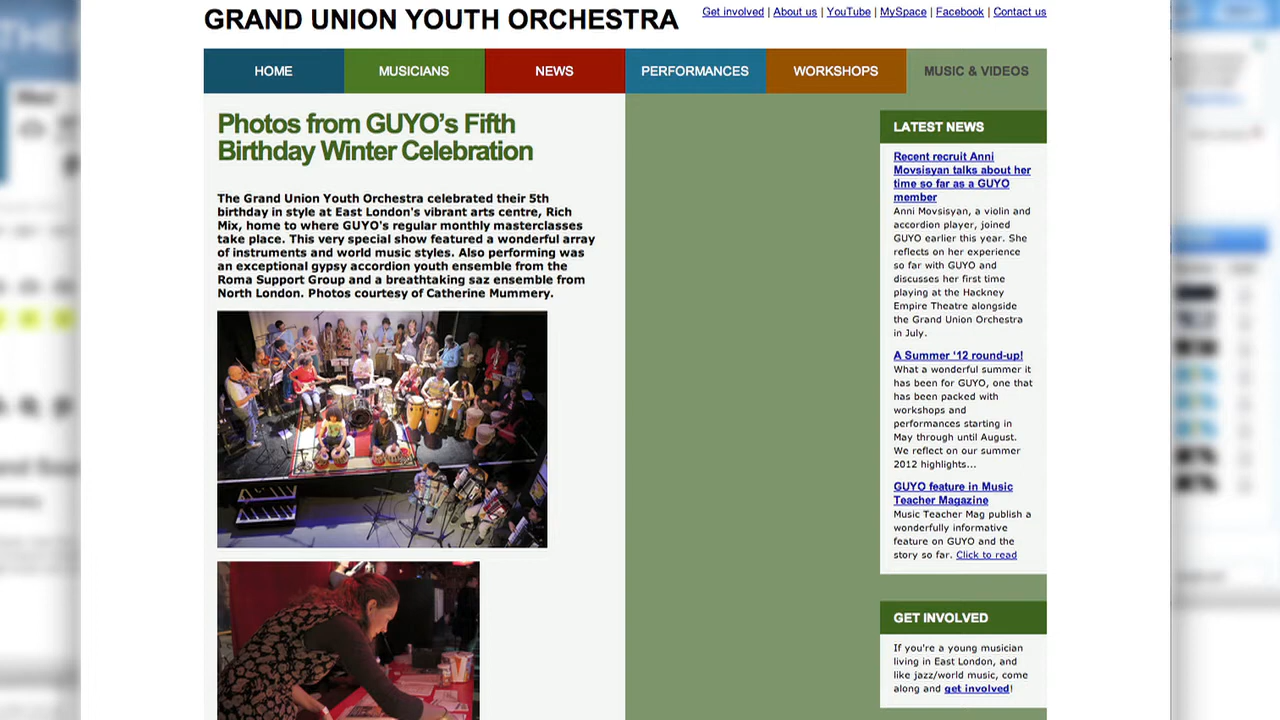 GRAND UNION YOUTH ORCHESTRA
Get involved | About us | YouTube | MySpace | Facebook | Contact us
HOME
MUSICIANS
NEWS
PERFORMANCES
WORKSHOPS
MUSIC & VIDEOS
Photos from GUYO's Fifth
Birthday Winter Celebration
The Grand Union Youth Orchestra celebrated their 5th
birthday in style at East London's vibrant arts centre, Rich
Mix, home to where GUYO's regular monthly masterclasses
take place. This very special show featured a wonderful array
of instruments and world music styles. Also performing was
an exceptional gypsy accordion youth ensemble from the
Roma Support Group and a breathtaking saz ensemble from
North London. Photos courtesy of Catherine Mummery.
LATEST NEWS
Recent recruit Anni
Movsisyan talks about her
time so far as a GUYO
member
Anni Movsisyan, a violin and
accordion player, joined
GUYO earlier this year. She
reflects on her experience
so far with GUYO and
discusses her first time
playing at the Hackney
Empire Theatre alongside
the Grand Union Orchestra
in July.
A Summer '12 round-up!
What a wonderful summer it
has been for GUYO, one that
has been packed with
workshops and
performances starting in
May through until August.
We reflect on our summer
2012 highlights...
GUYO feature in Music
Teacher Magazine
Music Teacher Mag publish a
wonderfully informative
feature on GUYO and the
story so far. Click to read
GET INVOLVED
If you're a young musician
living in East London, and
like jazz/world music, come
along and get involved!